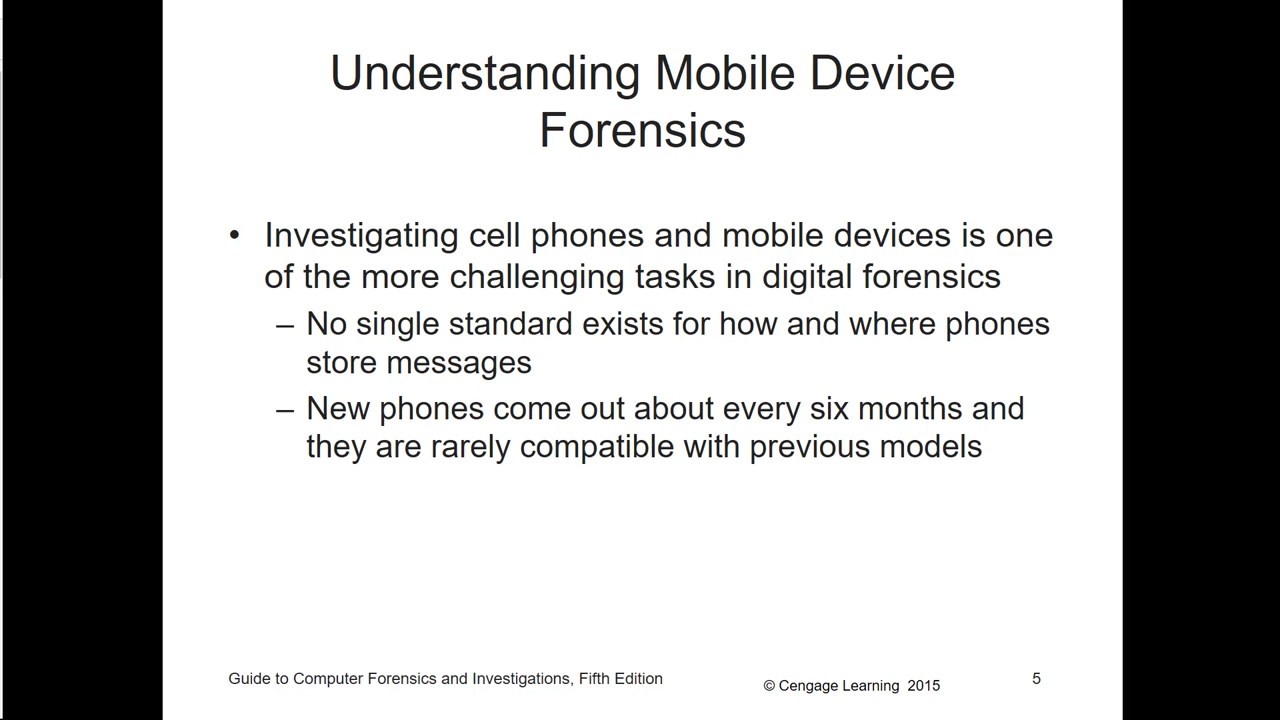 Understanding Mobile Device
Forensics
• Investigating cell phones and mobile devices is one
of the more challenging tasks in digital forensics
– No single standard exists for how and where phones
store messages
– New phones come out about every six months and
they are rarely compatible with previous models
Guide to Computer Forensics and Investigations, Fifth Edition
© Cengage Learning 2015
5